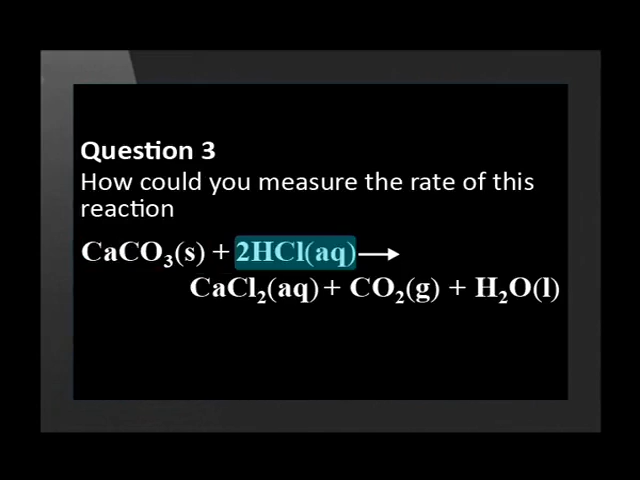 Question 3
How could you measure the rate of this
reaction
CaCO₃(s) + 2HCl(aq) ⟶
CaCl₂(aq) + CO₂(g) + H₂O(l)